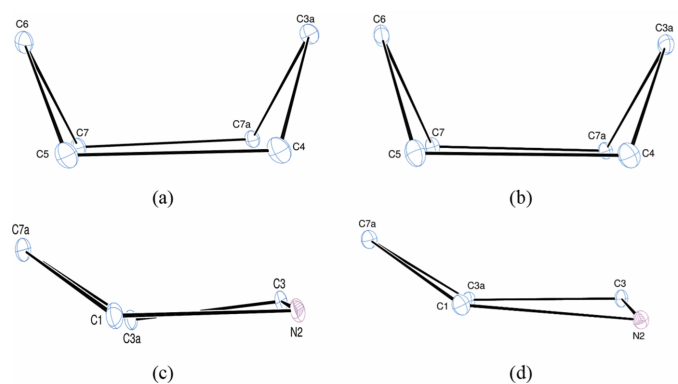 C6 C3a C6 C3a
C7 C7a C7 C7a
C5 C4 C5 C4
(a) (b)
C7a C7a
C3 C3a C3
C1 C3a N2 C1 N2
(c) (d)